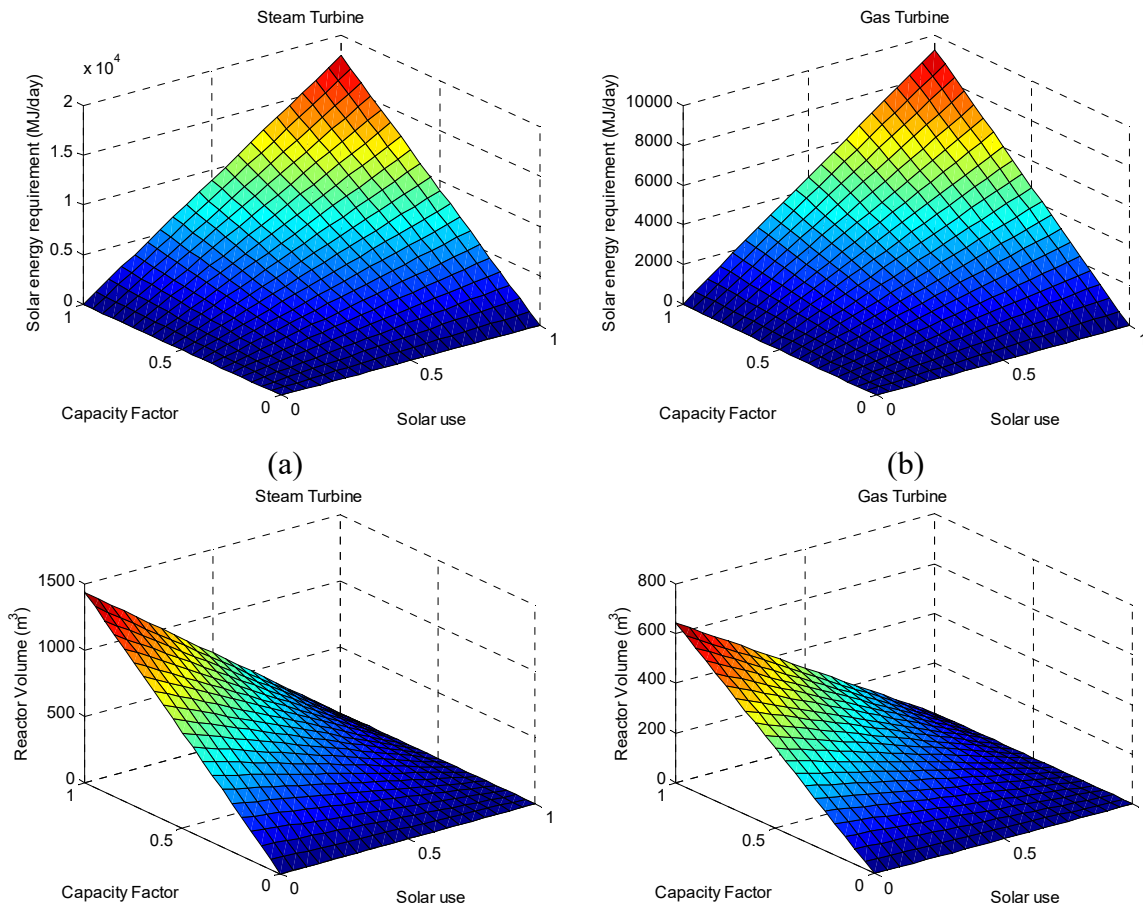 Steam Turbine
x 10^4
2
1.5
1
0.5
0
1
0.5
0
0
0.5
1
Solar energy requirement (MJ/day)
Capacity Factor
Solar use
(a)
Gas Turbine
10000
8000
6000
4000
2000
0
1
0.5
0
0
0.5
1
Solar energy requirement (MJ/day)
Capacity Factor
Solar use
(b)
Steam Turbine
1500
1000
500
0
1
0.5
0
0
0.5
1
Reactor Volume (m³)
Capacity Factor
Solar use
Gas Turbine
800
600
400
200
0
1
0.5
0
0
0.5
Reactor Volume (m³)
Capacity Factor
Solar use